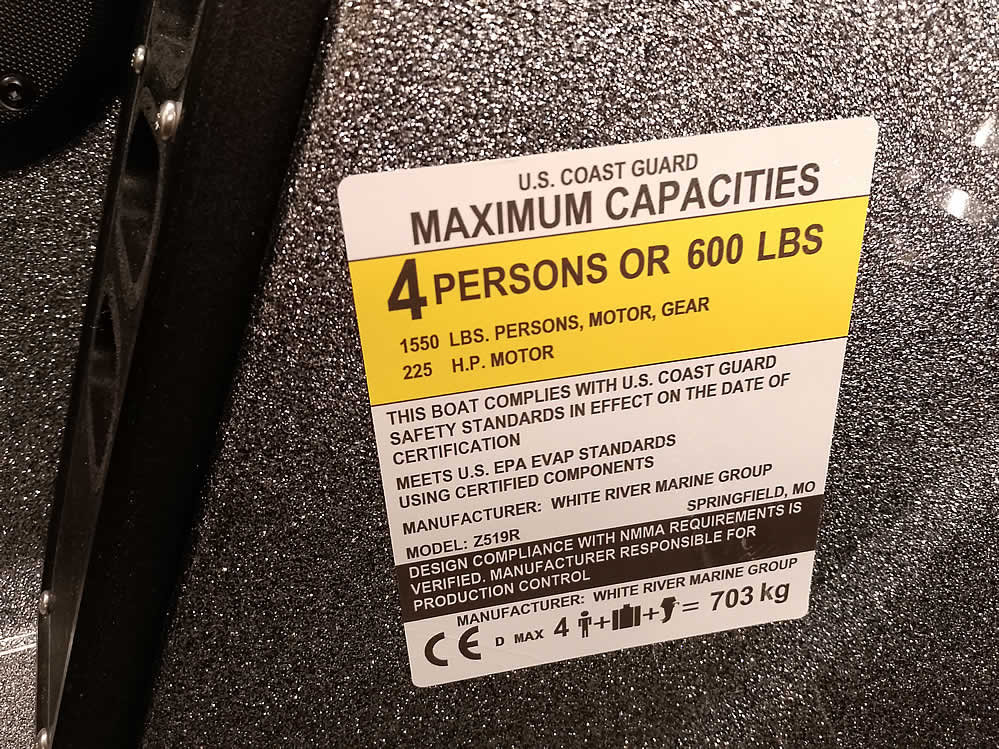 U.S. COAST GUARD
MAXIMUM CAPACITIES
4 PERSONS OR 600 LBS
1550 LBS. PERSONS, MOTOR, GEAR
225 H.P. MOTOR
THIS BOAT COMPLIES WITH U.S. COAST GUARD
SAFETY STANDARDS IN EFFECT ON THE DATE OF
CERTIFICATION
MEETS U.S. EPA EVAP STANDARDS
USING CERTIFIED COMPONENTS
MANUFACTURER: WHITE RIVER MARINE GROUP
SPRINGFIELD, MO
MODEL: Z519R
DESIGN COMPLIANCE WITH NMMA REQUIREMENTS IS
VERIFIED. MANUFACTURER RESPONSIBLE FOR
PRODUCTION CONTROL
MANUFACTURER: WHITE RIVER MARINE GROUP
CE D MAX 4 + + = 703 kg